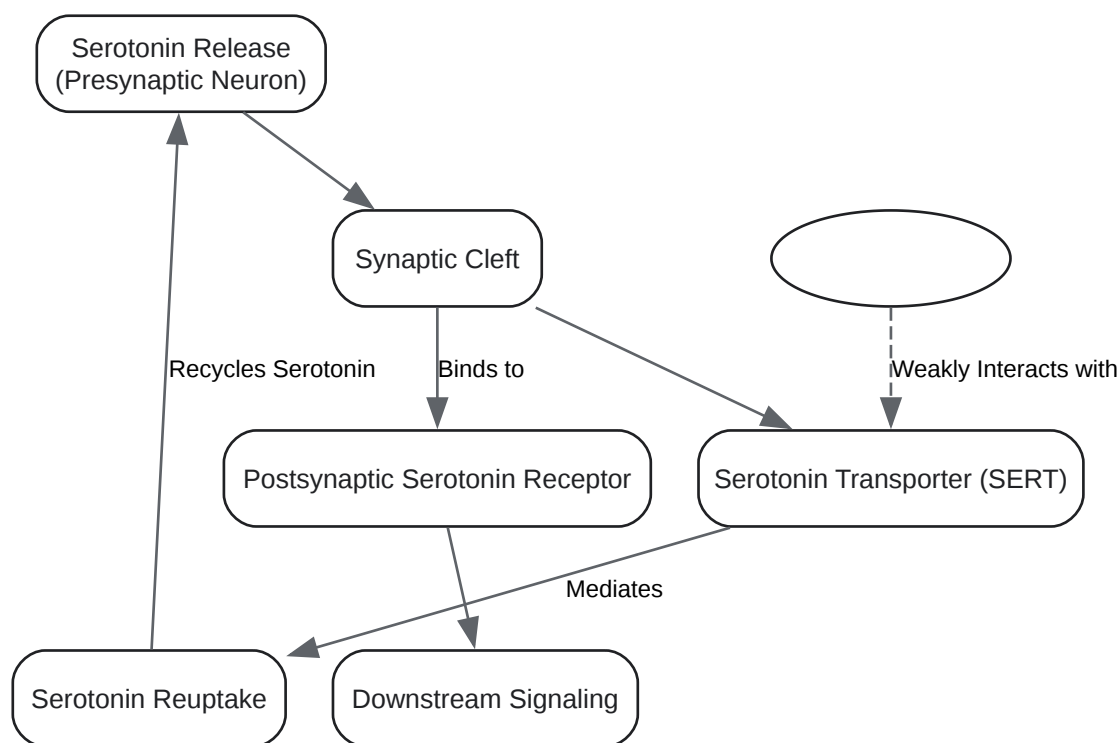 Serotonin Release
(Presynaptic Neuron)
Synaptic Cleft
Recycles Serotonin
Binds to
Weakly Interacts with
Postsynaptic Serotonin Receptor
Serotonin Transporter (SERT)
Mediates
Serotonin Reuptake
Downstream Signaling